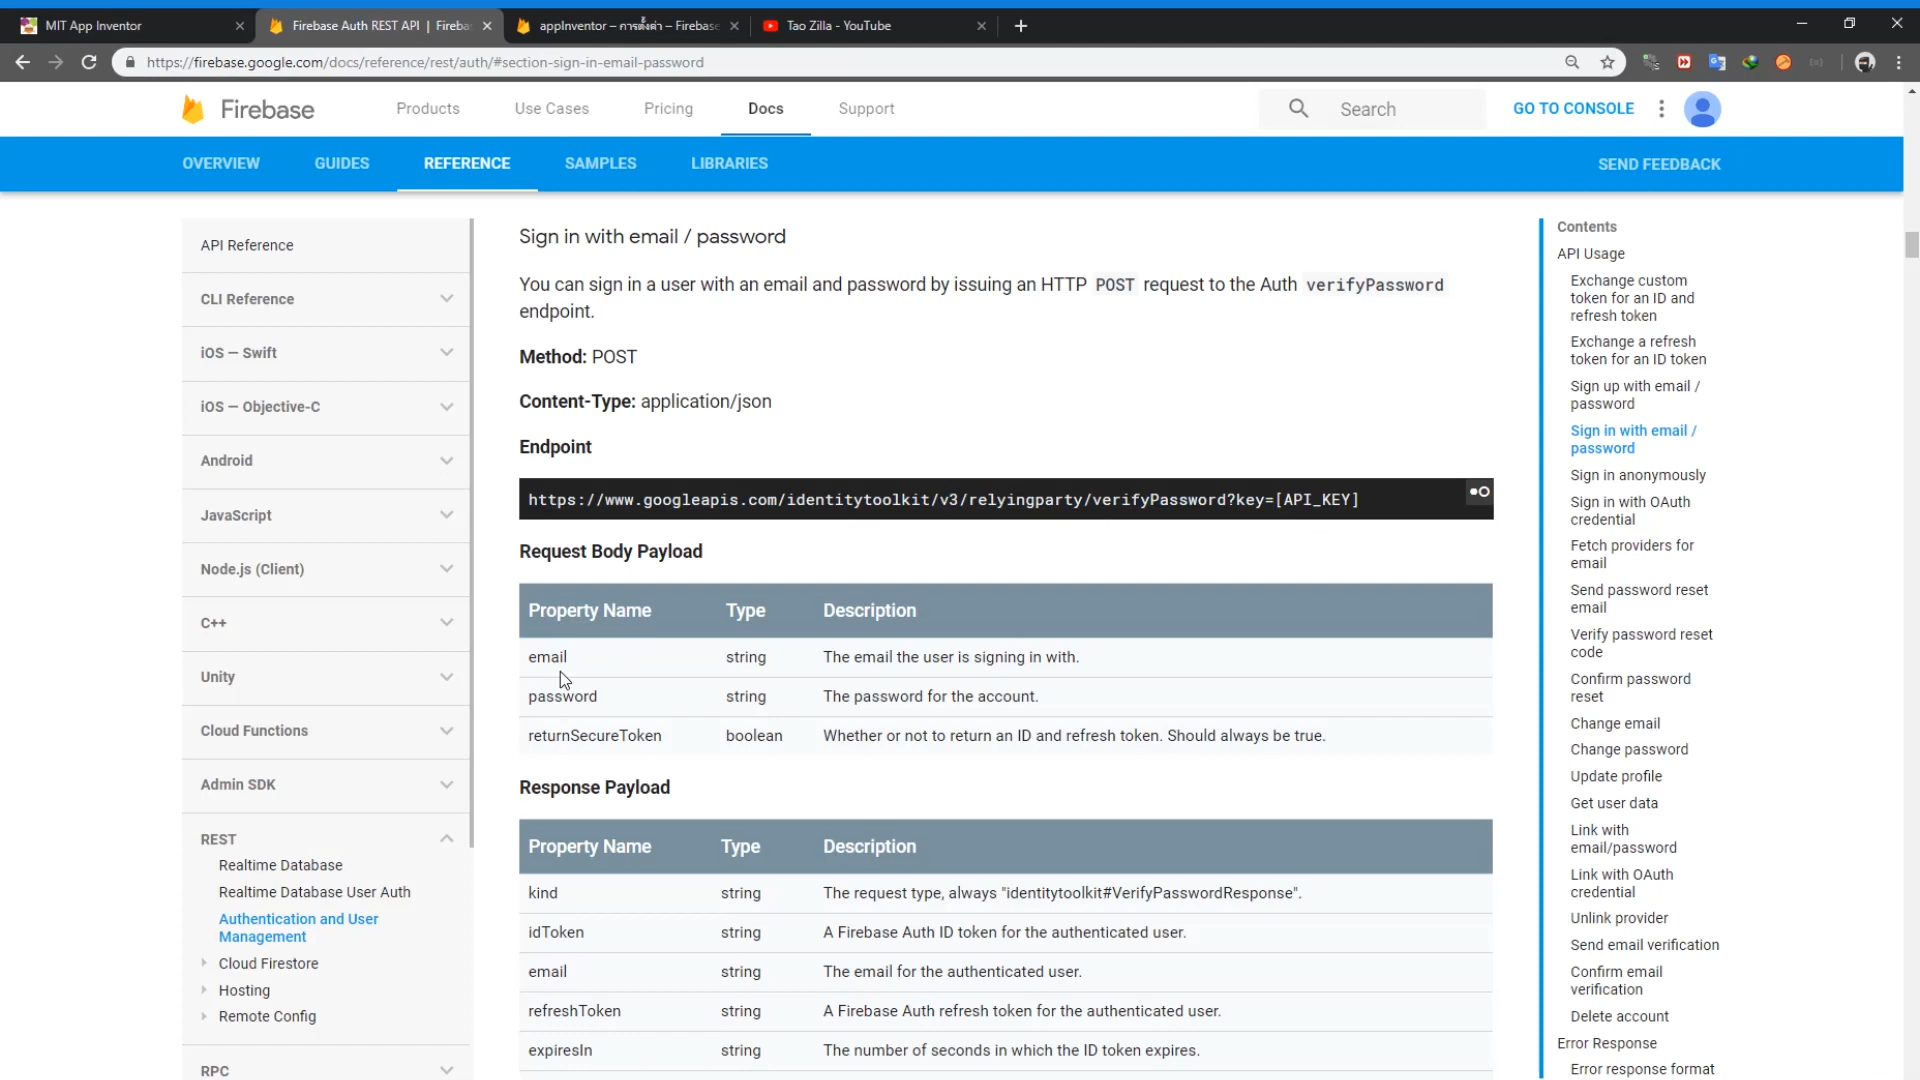 MIT App Inventor
Firebase Auth REST API | Fireba
appInventor – การตั้งค่า – Firebase
Tao Zilla - YouTube
https://firebase.google.com/docs/reference/rest/auth/#section-sign-in-email-password
Firebase
Products
Use Cases
Pricing
Docs
Support
Search
GO TO CONSOLE
OVERVIEW
GUIDES
REFERENCE
SAMPLES
LIBRARIES
SEND FEEDBACK
API Reference
CLI Reference
iOS – Swift
iOS – Objective-C
Android
JavaScript
Node.js (Client)
C++
Unity
Cloud Functions
Admin SDK
REST
Realtime Database
Realtime Database User Auth
Authentication and User
Management
Cloud Firestore
Hosting
Remote Config
RPC
Sign in with email / password
You can sign in a user with an email and password by issuing an HTTP POST request to the Auth verifyPassword
endpoint.
Method: POST
Content-Type: application/json
Endpoint
https://www.googleapis.com/identitytoolkit/v3/relyingparty/verifyPassword?key=[API_KEY]
Request Body Payload
Property Name Type Description
email string The email the user is signing in with.
password string The password for the account.
returnSecureToken boolean Whether or not to return an ID and refresh token. Should always be true.
Response Payload
Property Name Type Description
kind string The request type, always "identitytoolkit#VerifyPasswordResponse".
idToken string A Firebase Auth ID token for the authenticated user.
email string The email for the authenticated user.
refreshToken string A Firebase Auth refresh token for the authenticated user.
expiresIn string The number of seconds in which the ID token expires.
Contents
API Usage
Exchange custom
token for an ID and
refresh token
Exchange a refresh
token for an ID token
Sign up with email /
password
Sign in with email /
password
Sign in anonymously
Sign in with OAuth
credential
Fetch providers for
email
Send password reset
email
Verify password reset
code
Confirm password
reset
Change email
Change password
Update profile
Get user data
Link with
email/password
Link with OAuth
credential
Unlink provider
Send email verification
Confirm email
verification
Delete account
Error Response
Error response format